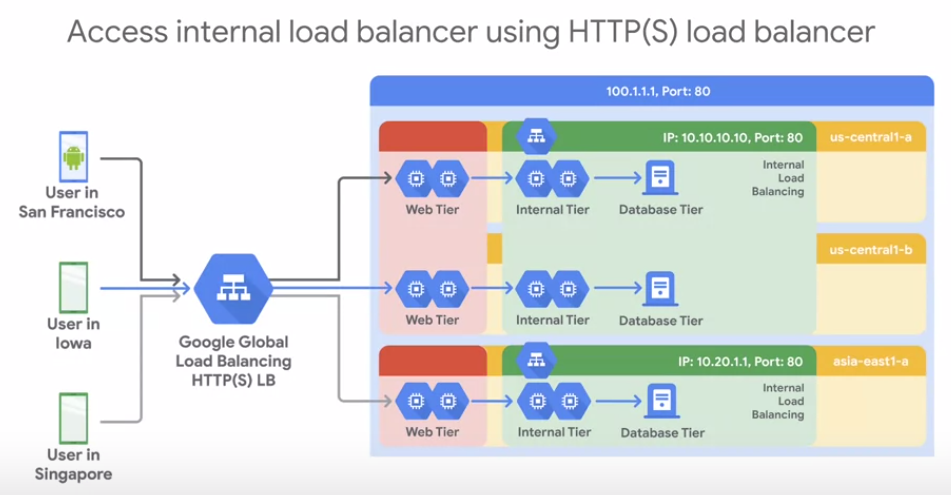 Access internal load balancer using HTTP(S) load balancer
100.1.1.1, Port: 80
IP: 10.10.10.10, Port: 80
us-central1-a
User in
San Francisco
Web Tier
Internal Tier
Database Tier
Internal
Load
Balancing
us-central1-b
User in
Iowa
Google Global
Load Balancing
HTTP(S) LB
Web Tier
Internal Tier
Database Tier
IP: 10.20.1.1, Port: 80
asia-east1-a
User in
Singapore
Web Tier
Internal Tier
Database Tier
Internal
Load
Balancing